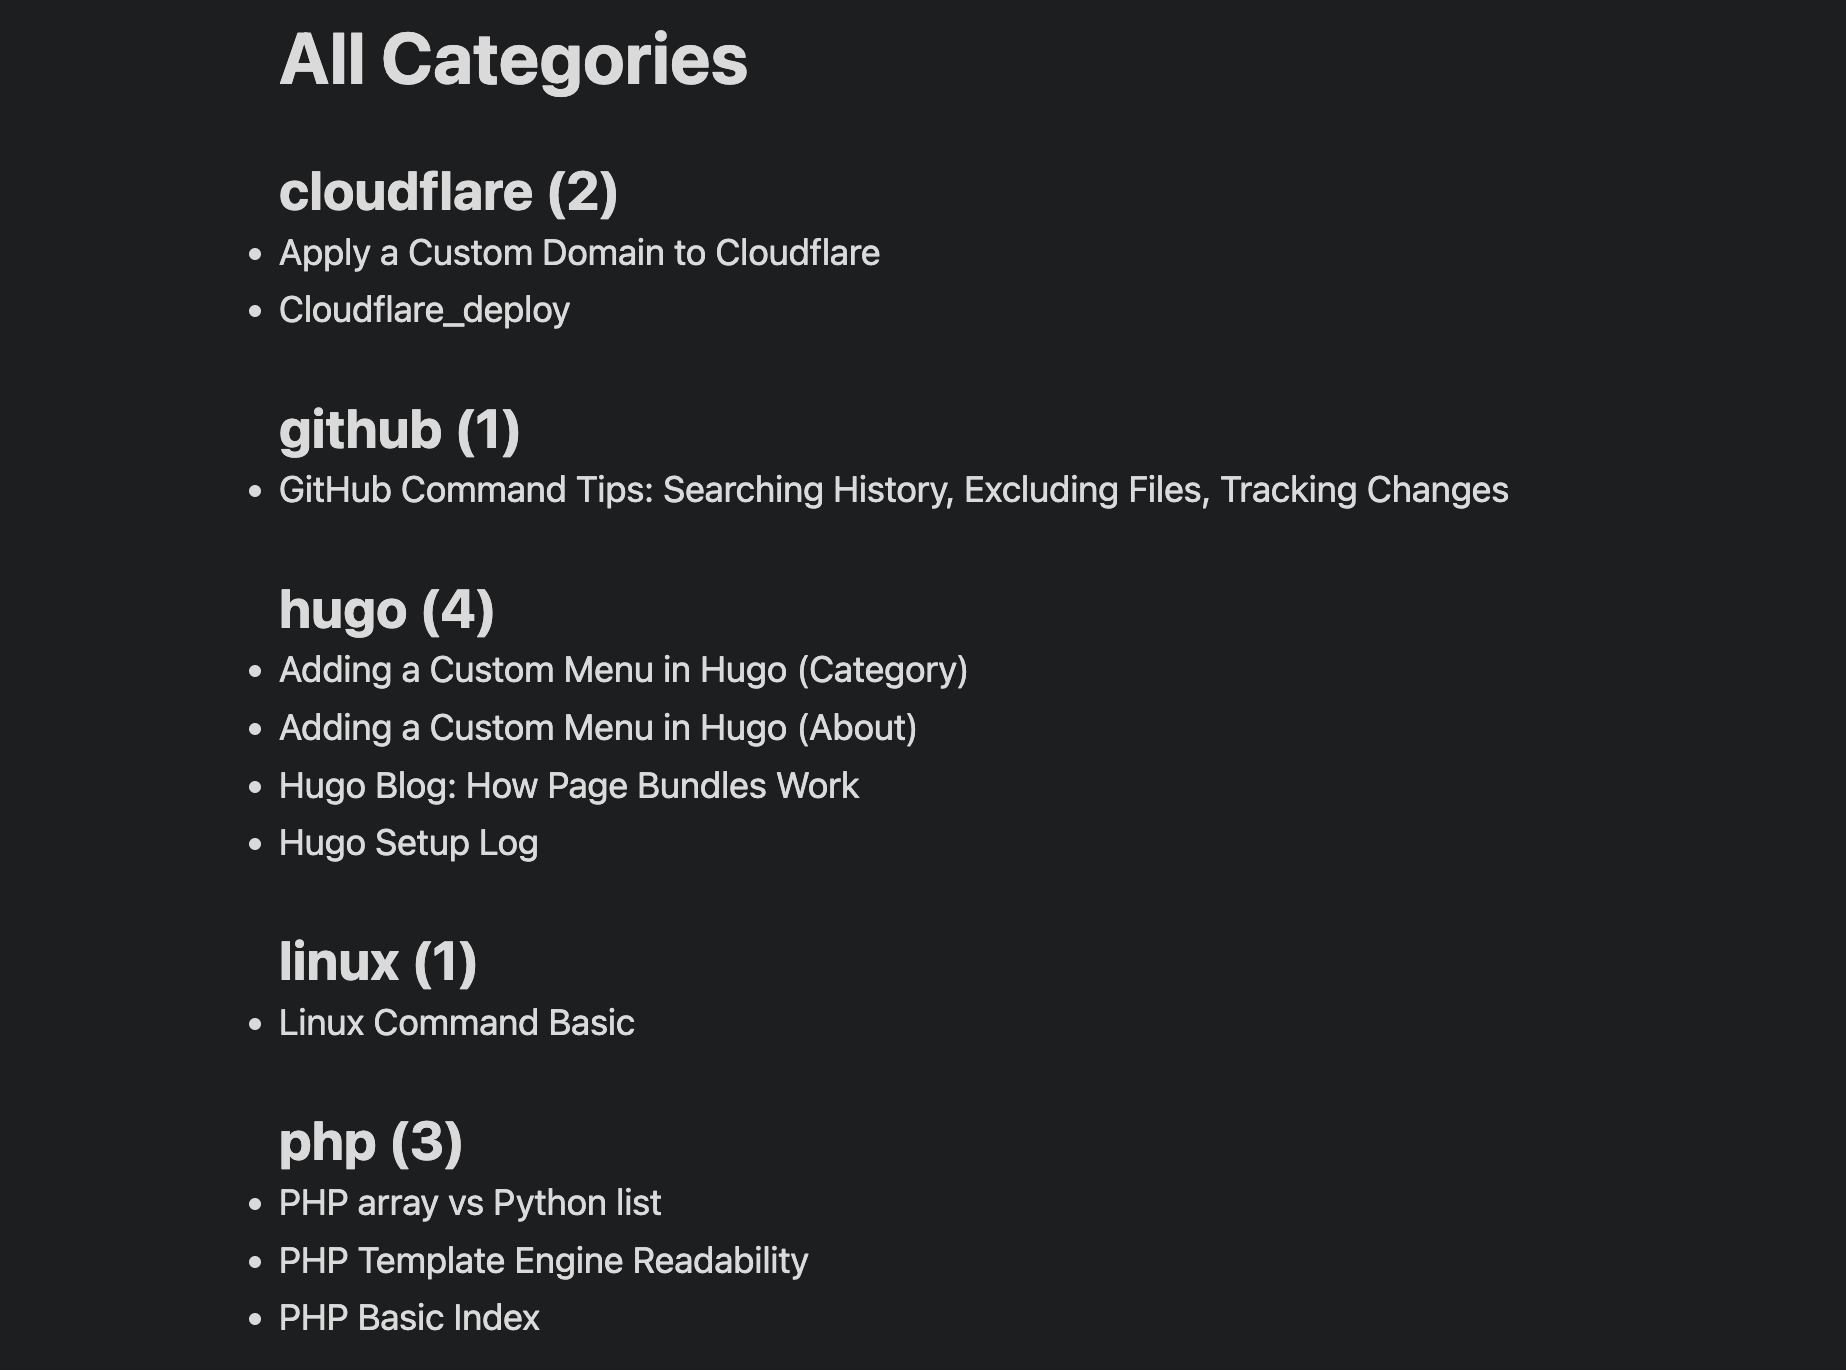 All Categories
cloudflare (2)
• Apply a Custom Domain to Cloudflare
• Cloudflare_deploy
github (1)
• GitHub Command Tips: Searching History, Excluding Files, Tracking Changes
hugo (4)
• Adding a Custom Menu in Hugo (Category)
• Adding a Custom Menu in Hugo (About)
• Hugo Blog: How Page Bundles Work
• Hugo Setup Log
linux (1)
• Linux Command Basic
php (3)
• PHP array vs Python list
• PHP Template Engine Readability
• PHP Basic Index